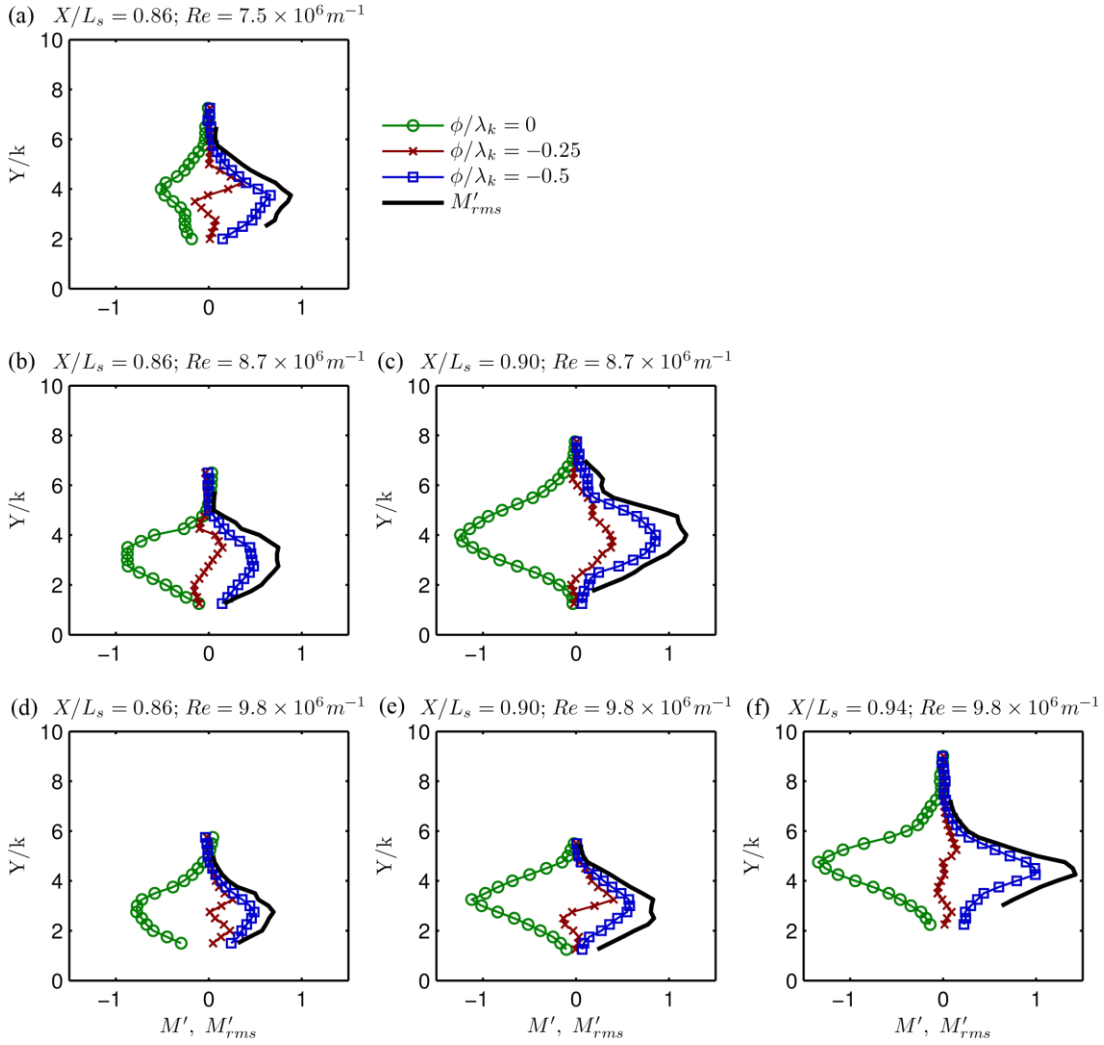 (a) X/L_s = 0.86; Re = 7.5 × 10^6 m^{-1}
10
8
6
4
2
0
Y/k
−1 0 1
ϕ/λ_k = 0
ϕ/λ_k = −0.25
ϕ/λ_k = −0.5
M'_{rms}
(b) X/L_s = 0.86; Re = 8.7 × 10^6 m^{-1}
10
8
6
4
2
0
Y/k
−1 0 1
(c) X/L_s = 0.90; Re = 8.7 × 10^6 m^{-1}
10
8
6
4
2
0
Y/k
−1 0 1
(d) X/L_s = 0.86; Re = 9.8 × 10^6 m^{-1}
10
8
6
4
2
0
Y/k
−1 0 1
M', M'_{rms}
(e) X/L_s = 0.90; Re = 9.8 × 10^6 m^{-1}
10
8
6
4
2
0
Y/k
−1 0 1
M', M'_{rms}
(f) X/L_s = 0.94; Re = 9.8 × 10^6 m^{-1}
10
8
6
4
2
0
Y/k
−1 0 1
M', M'_{rms}